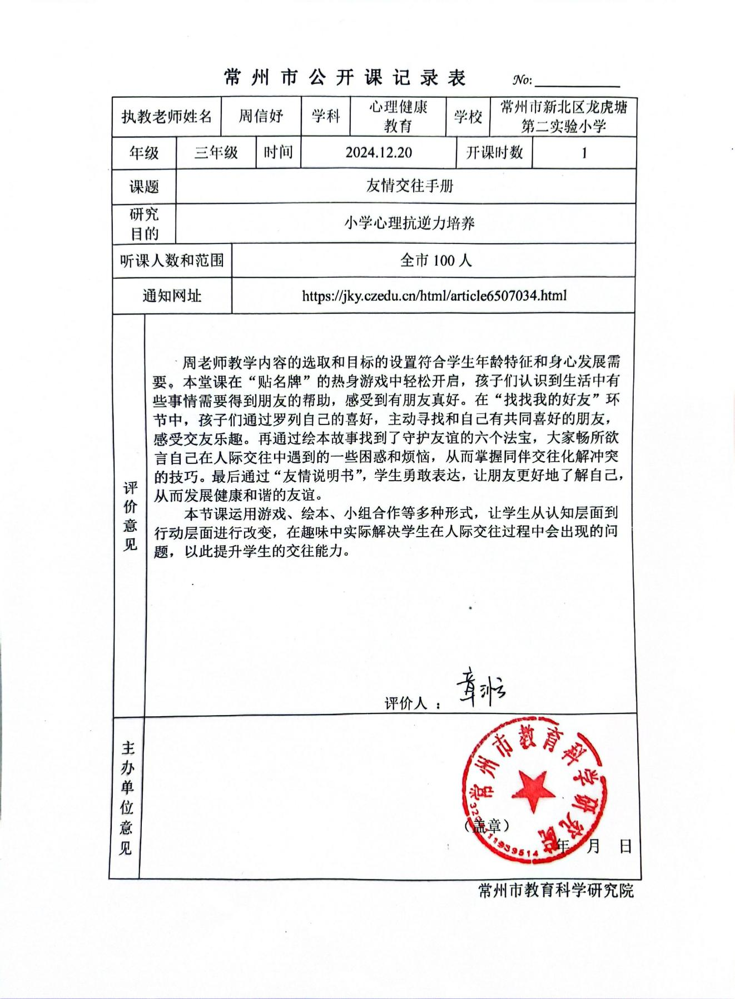 常州市公开课记录表 No:
执教老师姓名 周信妤 学科 心理健康教育 学校 常州市新北区龙虎塘第二实验小学
年级 三年级 时间 2024.12.20 开课时数 1
课题 友情交往手册
研究目的 小学心理抗逆力培养
听课人数和范围 全市100人
通知网址 https://jky.czedu.cn/html/article6507034.html
评价意见
周老师教学内容的选取和目标的设置符合学生年龄特征和身心发展需
要。本堂课在“贴名牌”的热身游戏中轻松开启，孩子们认识到生活中有
些事情需要得到朋友的帮助，感受到有朋友真好。在“找找我的好友”环
节中，孩子们通过罗列自己的喜好，主动寻找和自己有共同喜好的朋友，
感受交友乐趣。再通过绘本故事找到了守护友谊的六个法宝，大家畅所欲
言自己在人际交往中遇到的一些困惑和烦恼，从而掌握同伴交往化解冲突
的技巧。最后通过“友情说明书”，学生勇敢表达，让朋友更好地了解自己，
从而发展健康和谐的友谊。
本节课运用游戏、绘本、小组合作等多种形式，让学生从认知层面到
行动层面进行改变，在趣味中实际解决学生在人际交往过程中会出现的问
题，以此提升学生的交往能力。
评价人：
主办单位意见
常州市教育科学研究院
（盖章）
年 月 日
常州市教育科学研究院